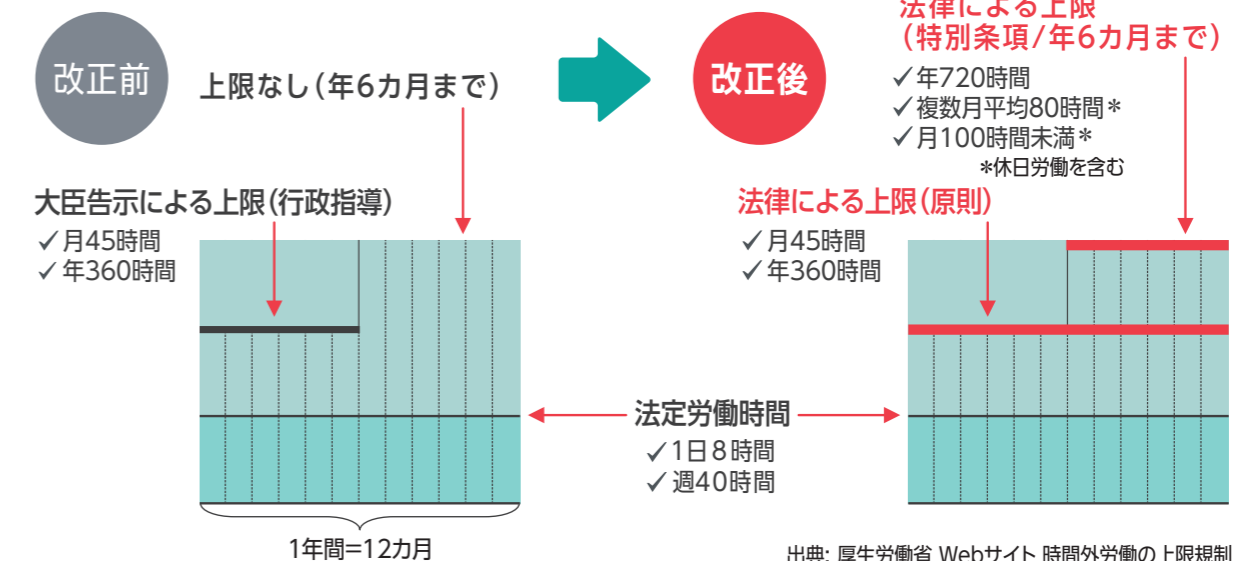 改正前
上限なし（年6カ月まで）
大臣告示による上限（行政指導）
✓月45時間
✓年360時間
1年間=12カ月
法定労働時間
✓1日8時間
✓週40時間
改正後
法律による上限
（特別条項/年6カ月まで）
✓年720時間
✓複数月平均80時間*
✓月100時間未満*
*休日労働を含む
法律による上限（原則）
✓月45時間
✓年360時間
出典: 厚生労働省 Webサイト 時間外労働の上限規制